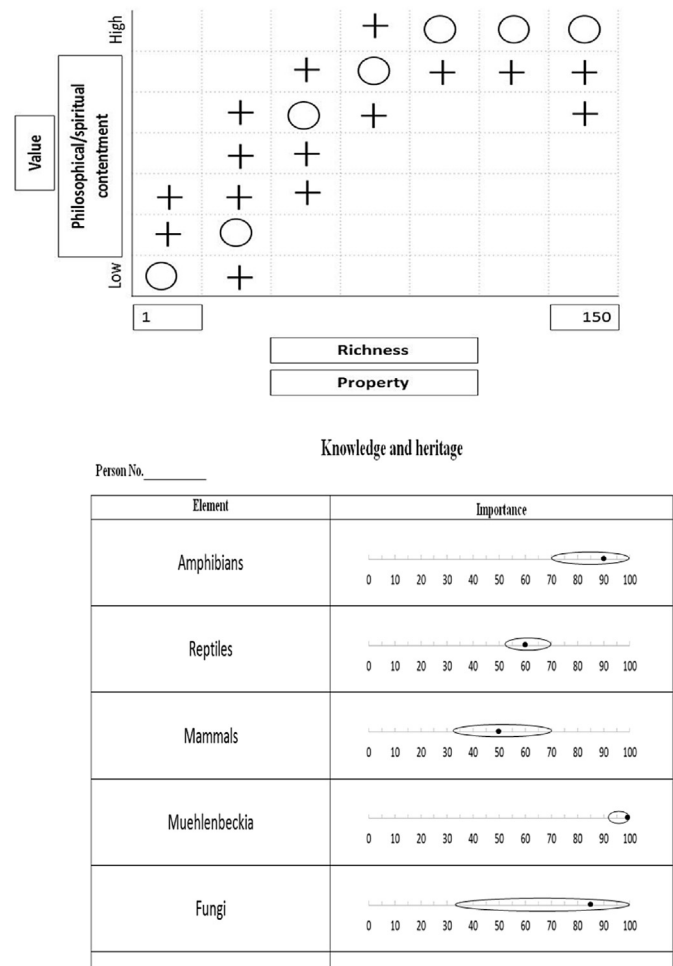 High
Value
Philosophical/spiritual
contentment
Low
1
150
Richness
Property
Knowledge and heritage
Person No.__________
Element
Importance
Amphibians
0 10 20 30 40 50 60 70 80 90 100
Reptiles
0 10 20 30 40 50 60 70 80 90 100
Mammals
0 10 20 30 40 50 60 70 80 90 100
Muehlenbeckia
0 10 20 30 40 50 60 70 80 90 100
Fungi
0 10 20 30 40 50 60 70 80 90 100